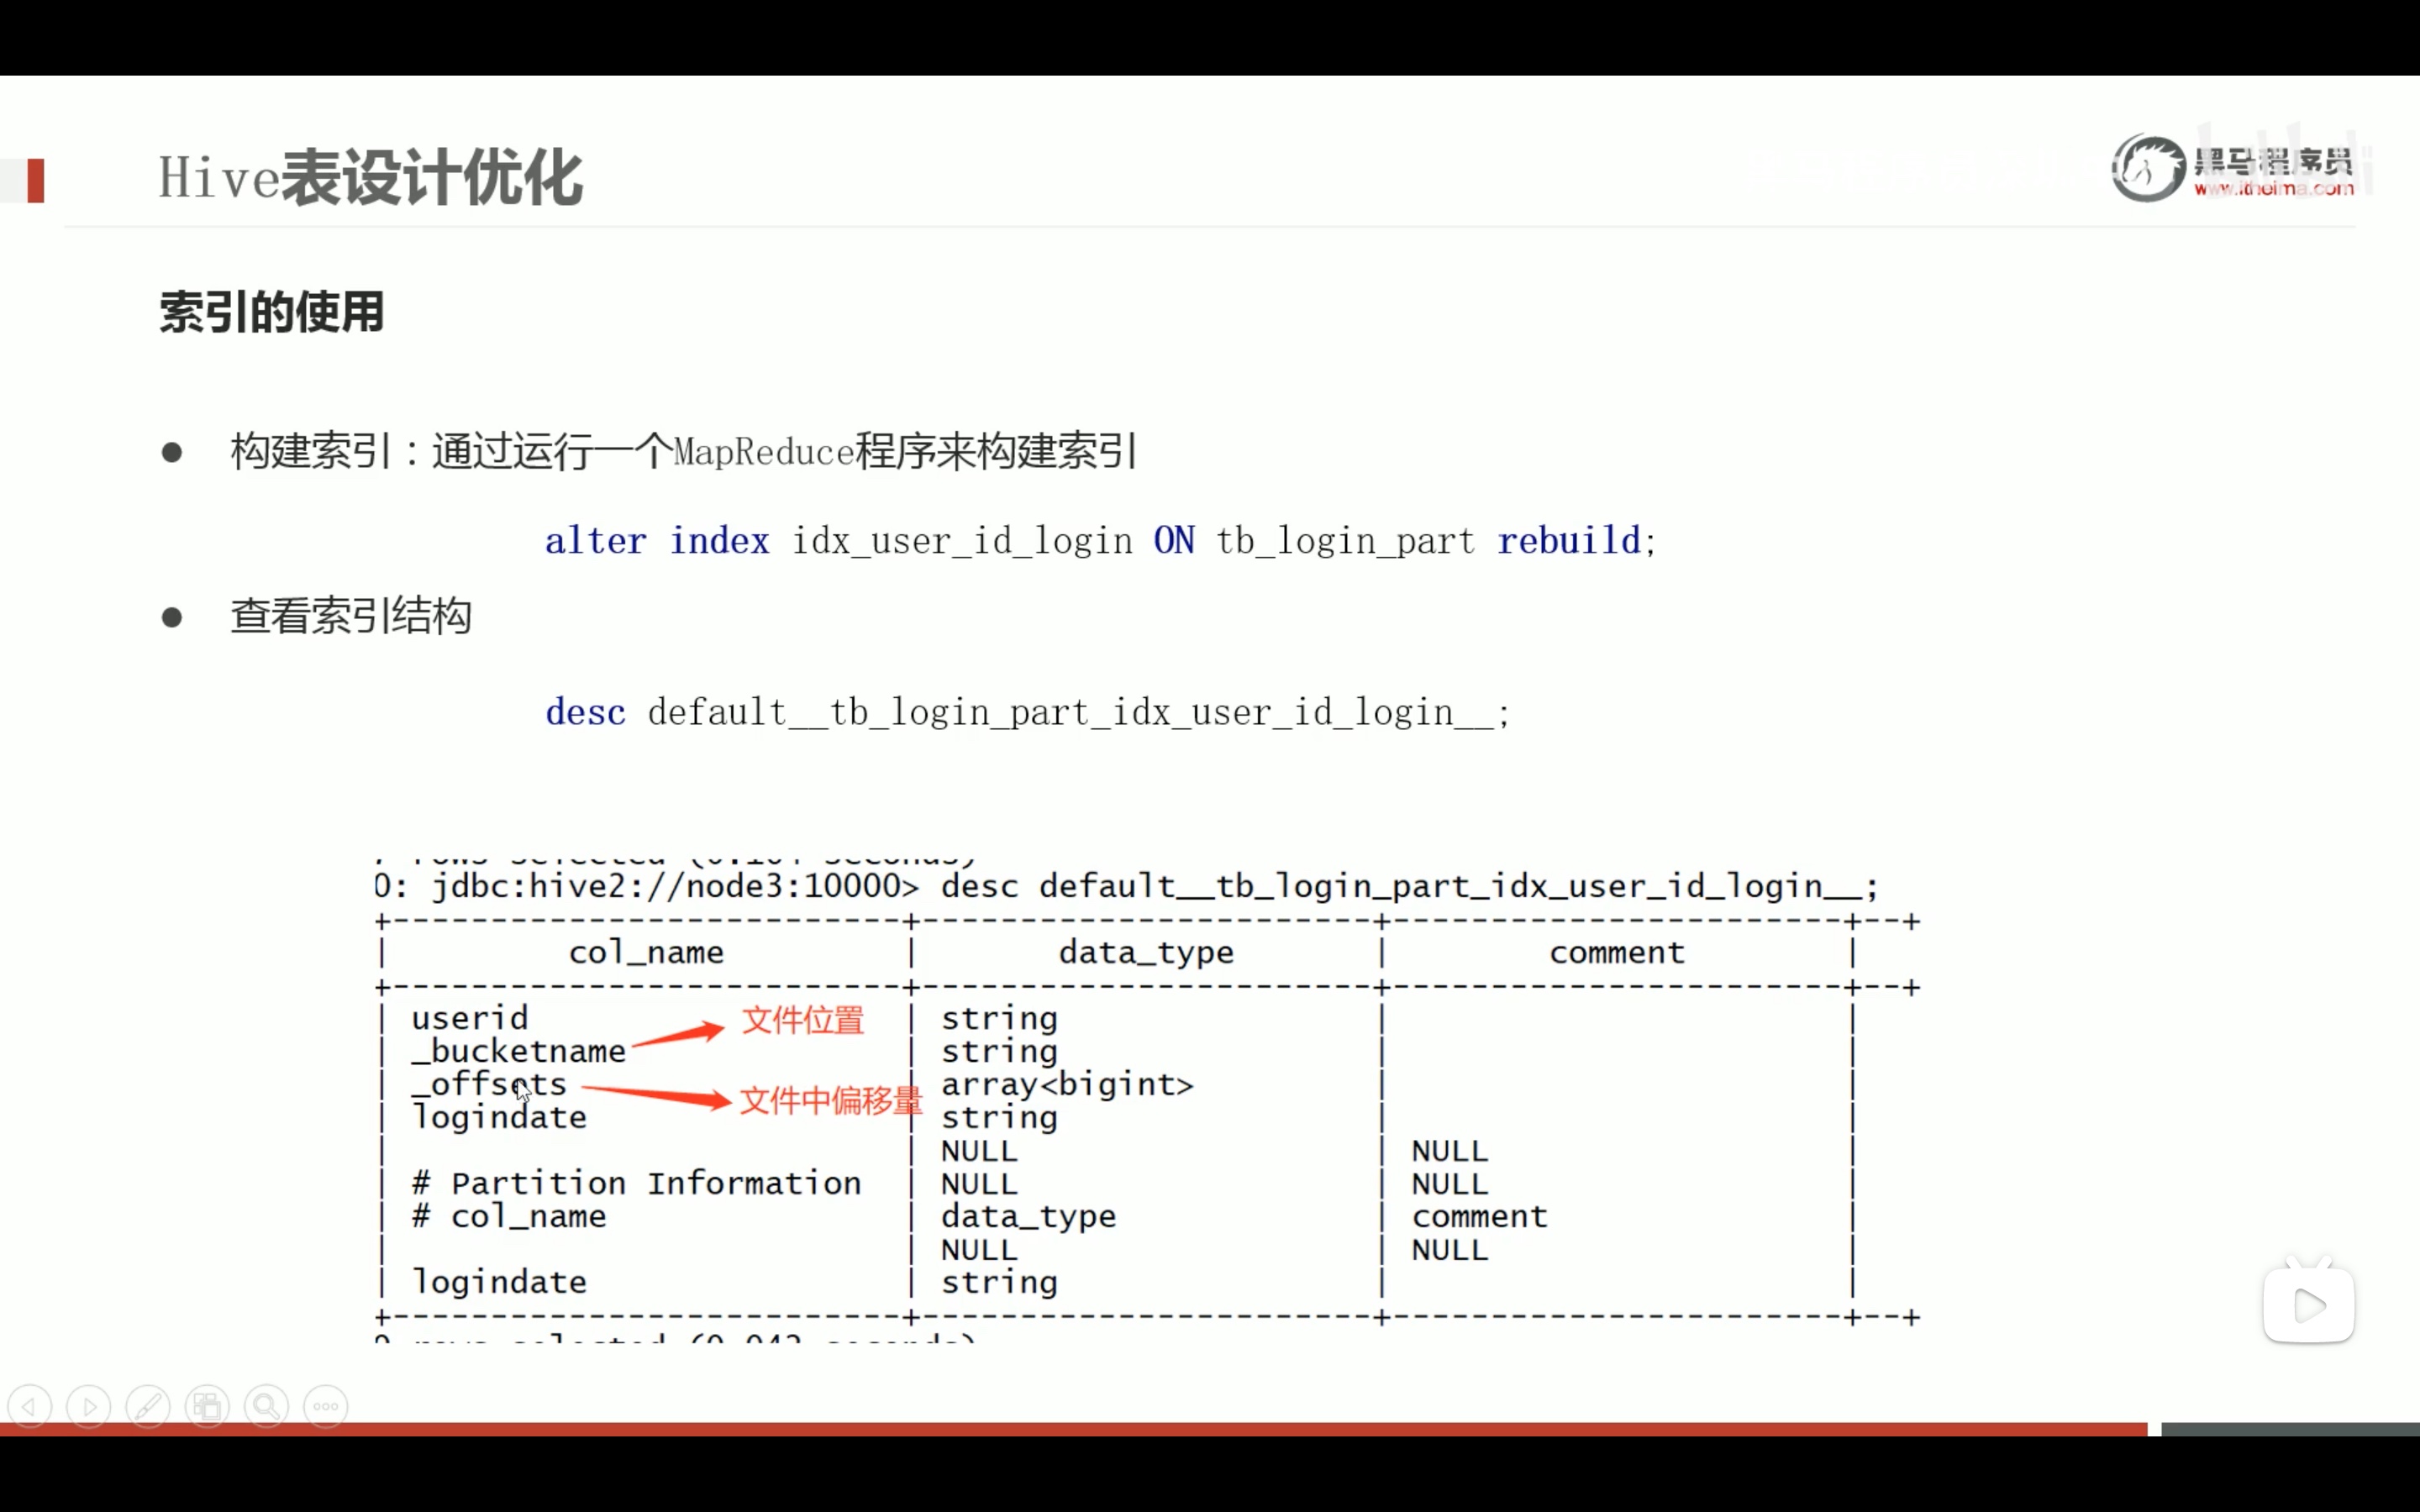 Hive表设计优化
黑马程序员
www.itheima.com
索引的使用
● 构建索引：通过运行一个MapReduce程序来构建索引
alter index idx_user_id_login ON tb_login_part rebuild;
● 查看索引结构
desc default__tb_login_part_idx_user_id_login__;
0: jdbc:hive2://node3:10000> desc default__tb_login_part_idx_user_id_login__;
+--------------------------+------------------------+-----------------------+--+
| col_name | data_type | comment |
+--------------------------+------------------------+-----------------------+--+
| userid 文件位置 | string | |
| _bucketname | string | |
| _offsets 文件中偏移量 | array<bigint> | |
| logindate | string | |
| | NULL | NULL |
| # Partition Information | NULL | NULL |
| # col_name | data_type | comment |
| | NULL | NULL |
| logindate | string | |
+--------------------------+------------------------+-----------------------+--+